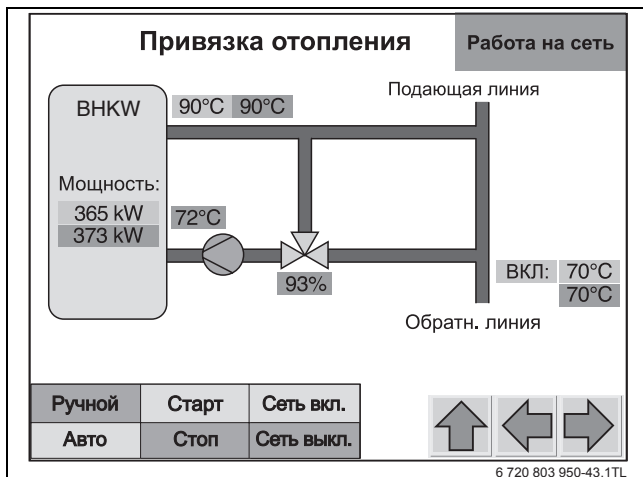 Привязка отопления
Работа на сеть
Подающая линия
BHKW
90°C 90°C
Мощность:
365 kW
373 kW
72°C
93%
ВКЛ: 70°C
70°C
Обратн. линия
Ручной Старт Сеть вкл.
Авто Стоп Сеть выкл.
6 720 803 950-43.1TL